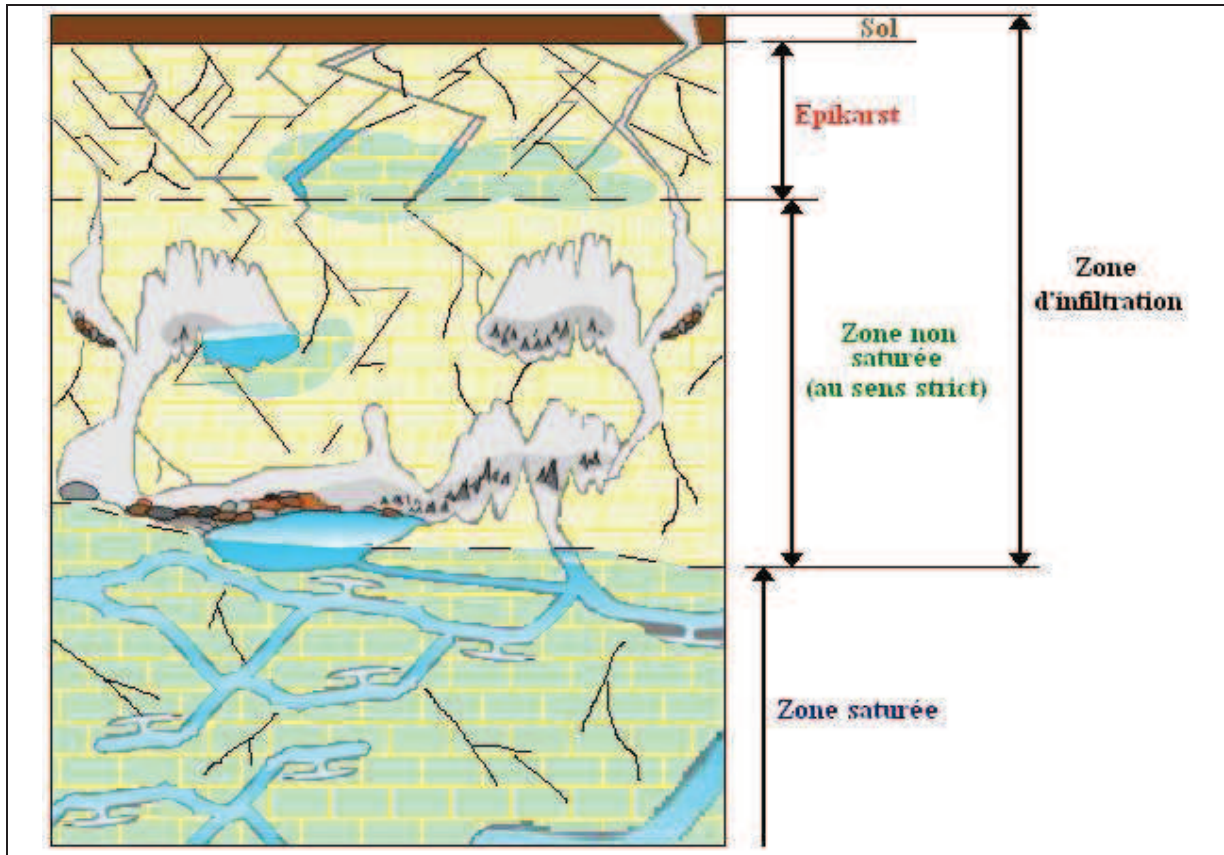 Sol
Epikarst
Zone
d'infiltration
Zone non
saturée
(au sens strict)
Zone saturée